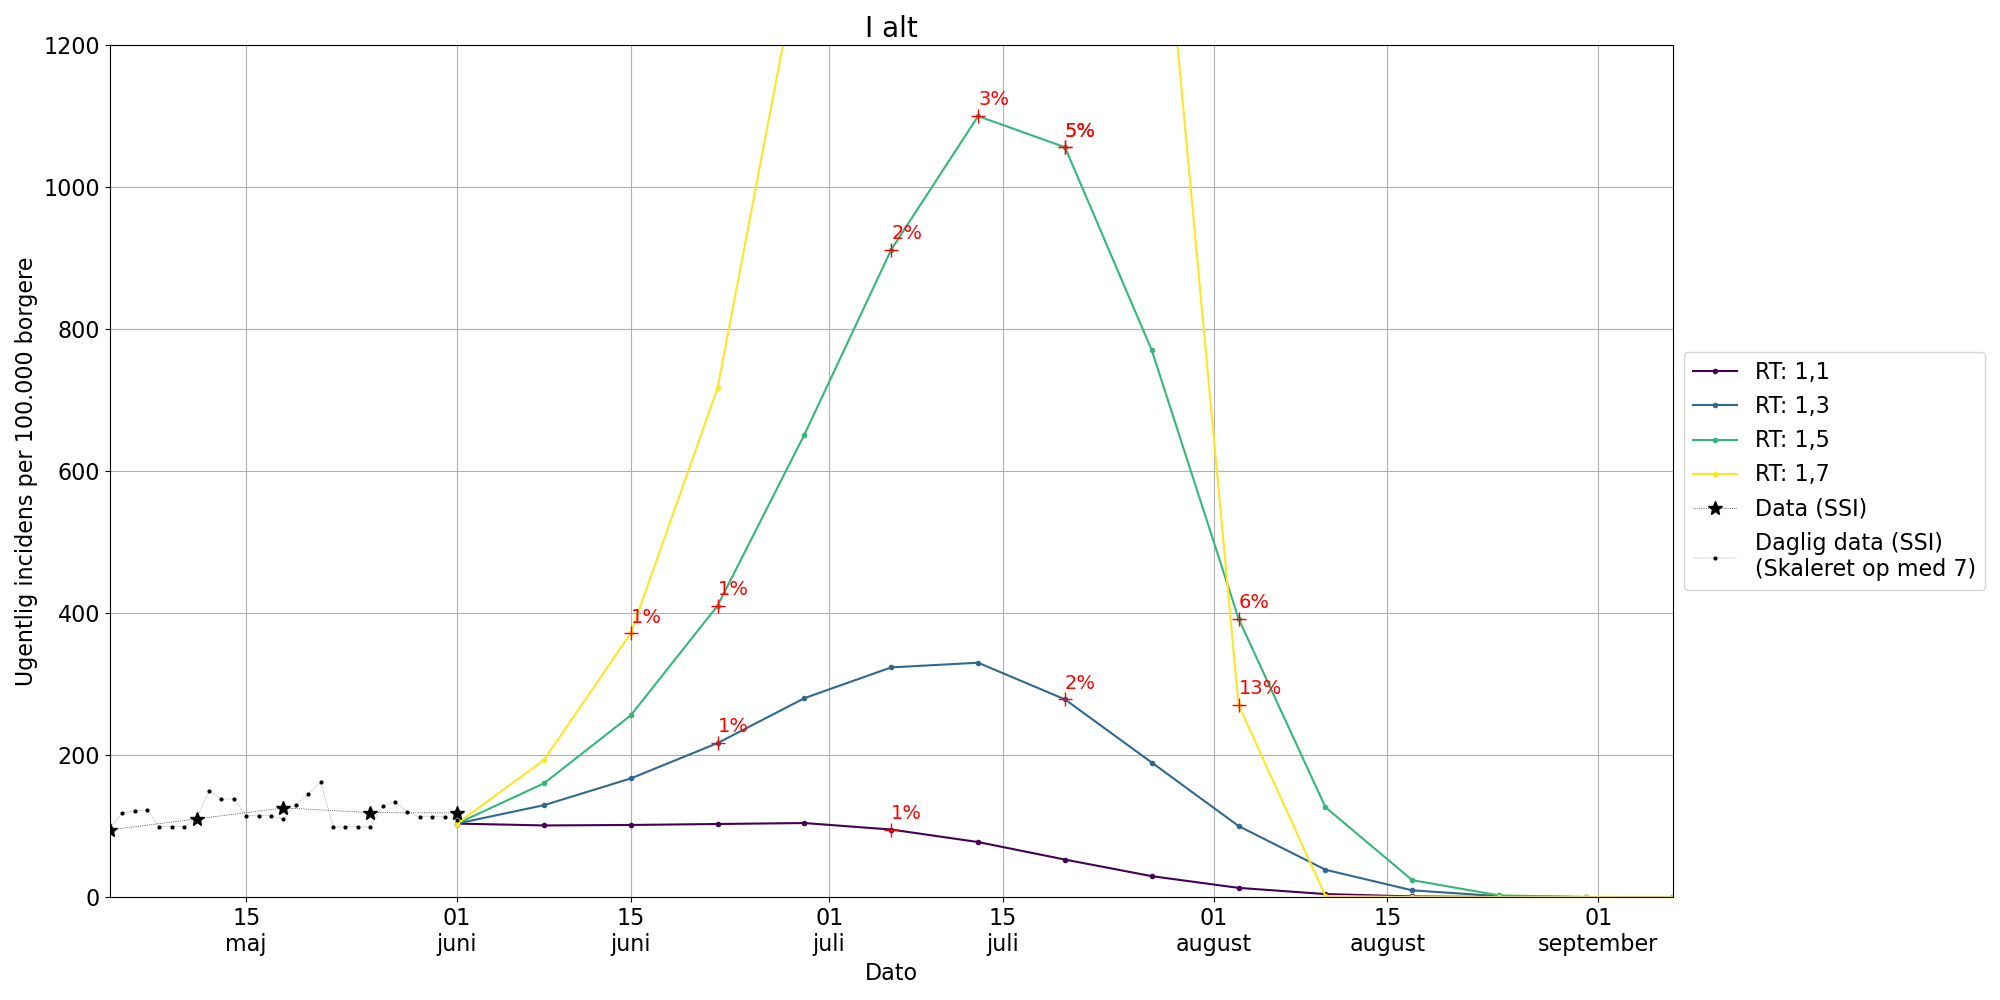 I alt
1200
1000
800
600
400
200
0
Ugentlig incidens per 100.000 borgere
3%
5%
2%
1%
1%
6%
13%
2%
1%
1%
15
maj
01
juni
15
juni
01
juli
15
juli
01
august
15
august
01
september
Dato
RT: 1,1
RT: 1,3
RT: 1,5
RT: 1,7
Data (SSI)
Daglig data (SSI)
(Skaleret op med 7)